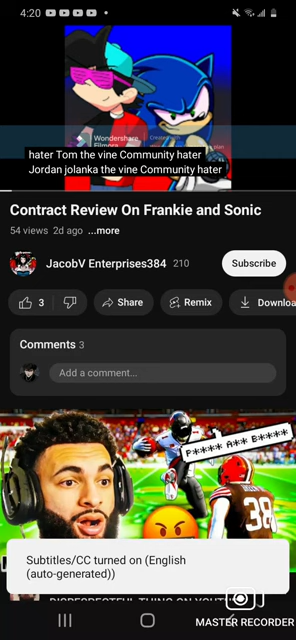 4:20
Wondershare
Filmora
Created with
hater Tom the vine Community hater
Jordan jolanka the vine Community hater
Contract Review On Frankie and Sonic
54 views 2d ago ...more
JacobV Enterprises384 210
Subscribe
3
Share
Remix
Downloa
Comments 3
Add a comment...
P**** A** B****
38
Subtitles/CC turned on (English
(auto-generated))
MASTER RECORDER